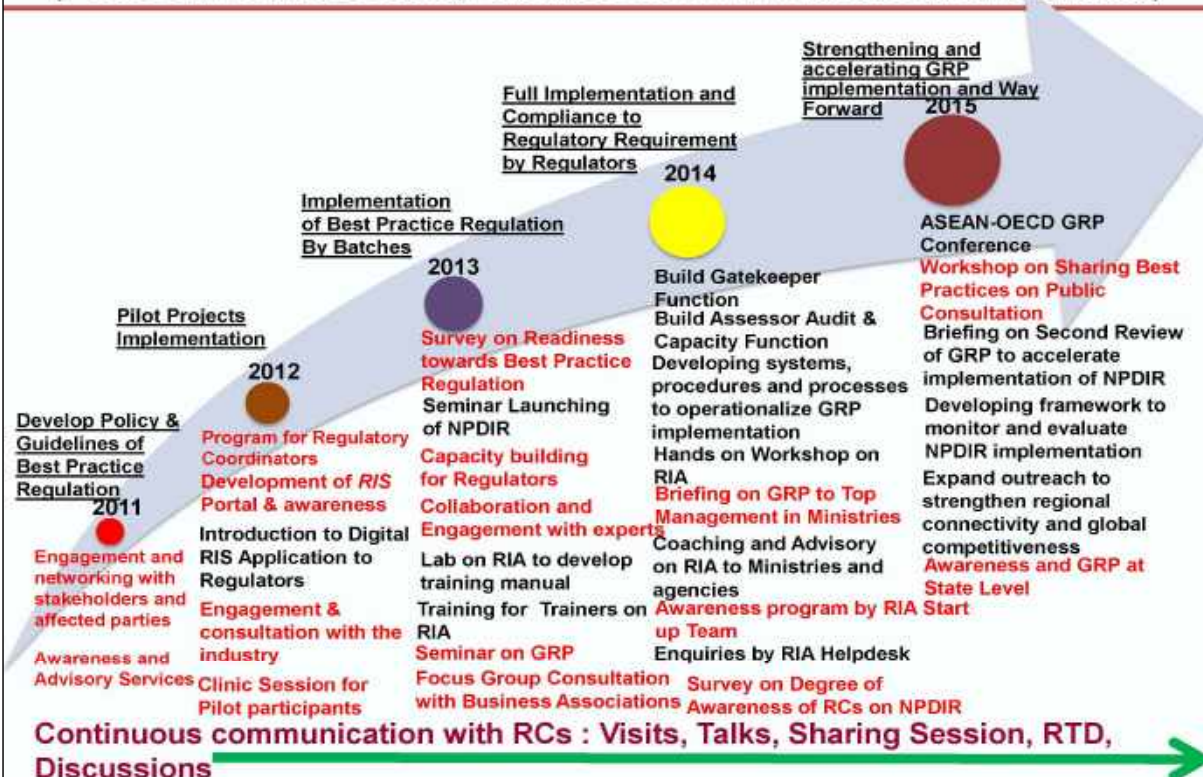 Develop Policy &
Guidelines of
Best Practice
Regulation
2011
Engagement and
networking with
stakeholders and
affected parties
Awareness and
Advisory Services
Pilot Projects
Implementation
2012
Program for Regulatory
Coordinators
Development of RIS
Portal & awareness
Introduction to Digital
RIS Application to
Regulators
Engagement &
consultation with the
industry
Clinic Session for
Pilot participants
Implementation
of Best Practice Regulation
By Batches
2013
Survey on Readiness
towards Best Practice
Regulation
Seminar Launching
of NPDIR
Capacity building
for Regulators
Collaboration and
Engagement with experts
Lab on RIA to develop
training manual
Training for Trainers on
RIA
Seminar on GRP
Focus Group Consultation
with Business Associations
Full Implementation and
Compliance to
Regulatory Requirement
by Regulators
2014
Build Gatekeeper
Function
Build Assessor Audit &
Capacity Function
Developing systems,
procedures and processes
to operationalize GRP
implementation
Hands on Workshop on
RIA
Briefing on GRP to Top
Management in Ministries
Coaching and Advisory
on RIA to Ministries and
agencies
Awareness program by RIA Start
up Team
Enquiries by RIA Helpdesk
Survey on Degree of
Awareness of RCs on NPDIR
Strengthening and
accelerating GRP
implementation and Way
Forward
2015
ASEAN-OECD GRP
Conference
Workshop on Sharing Best
Practices on Public
Consultation
Briefing on Second Review
of GRP to accelerate
implementation of NPDIR
Developing framework to
monitor and evaluate
NPDIR implementation
Expand outreach to
strengthen regional
connectivity and global
competitiveness
Awareness and GRP at
State Level
Continuous communication with RCs : Visits, Talks, Sharing Session, RTD,
Discussions